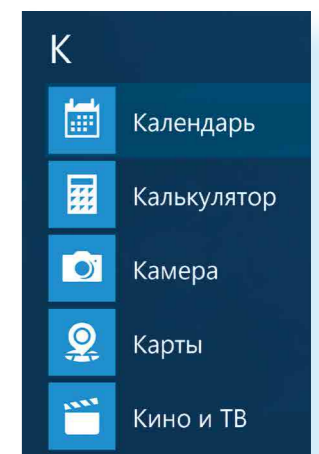 К
Календарь
Калькулятор
Камера
Карты
Кино и ТВ